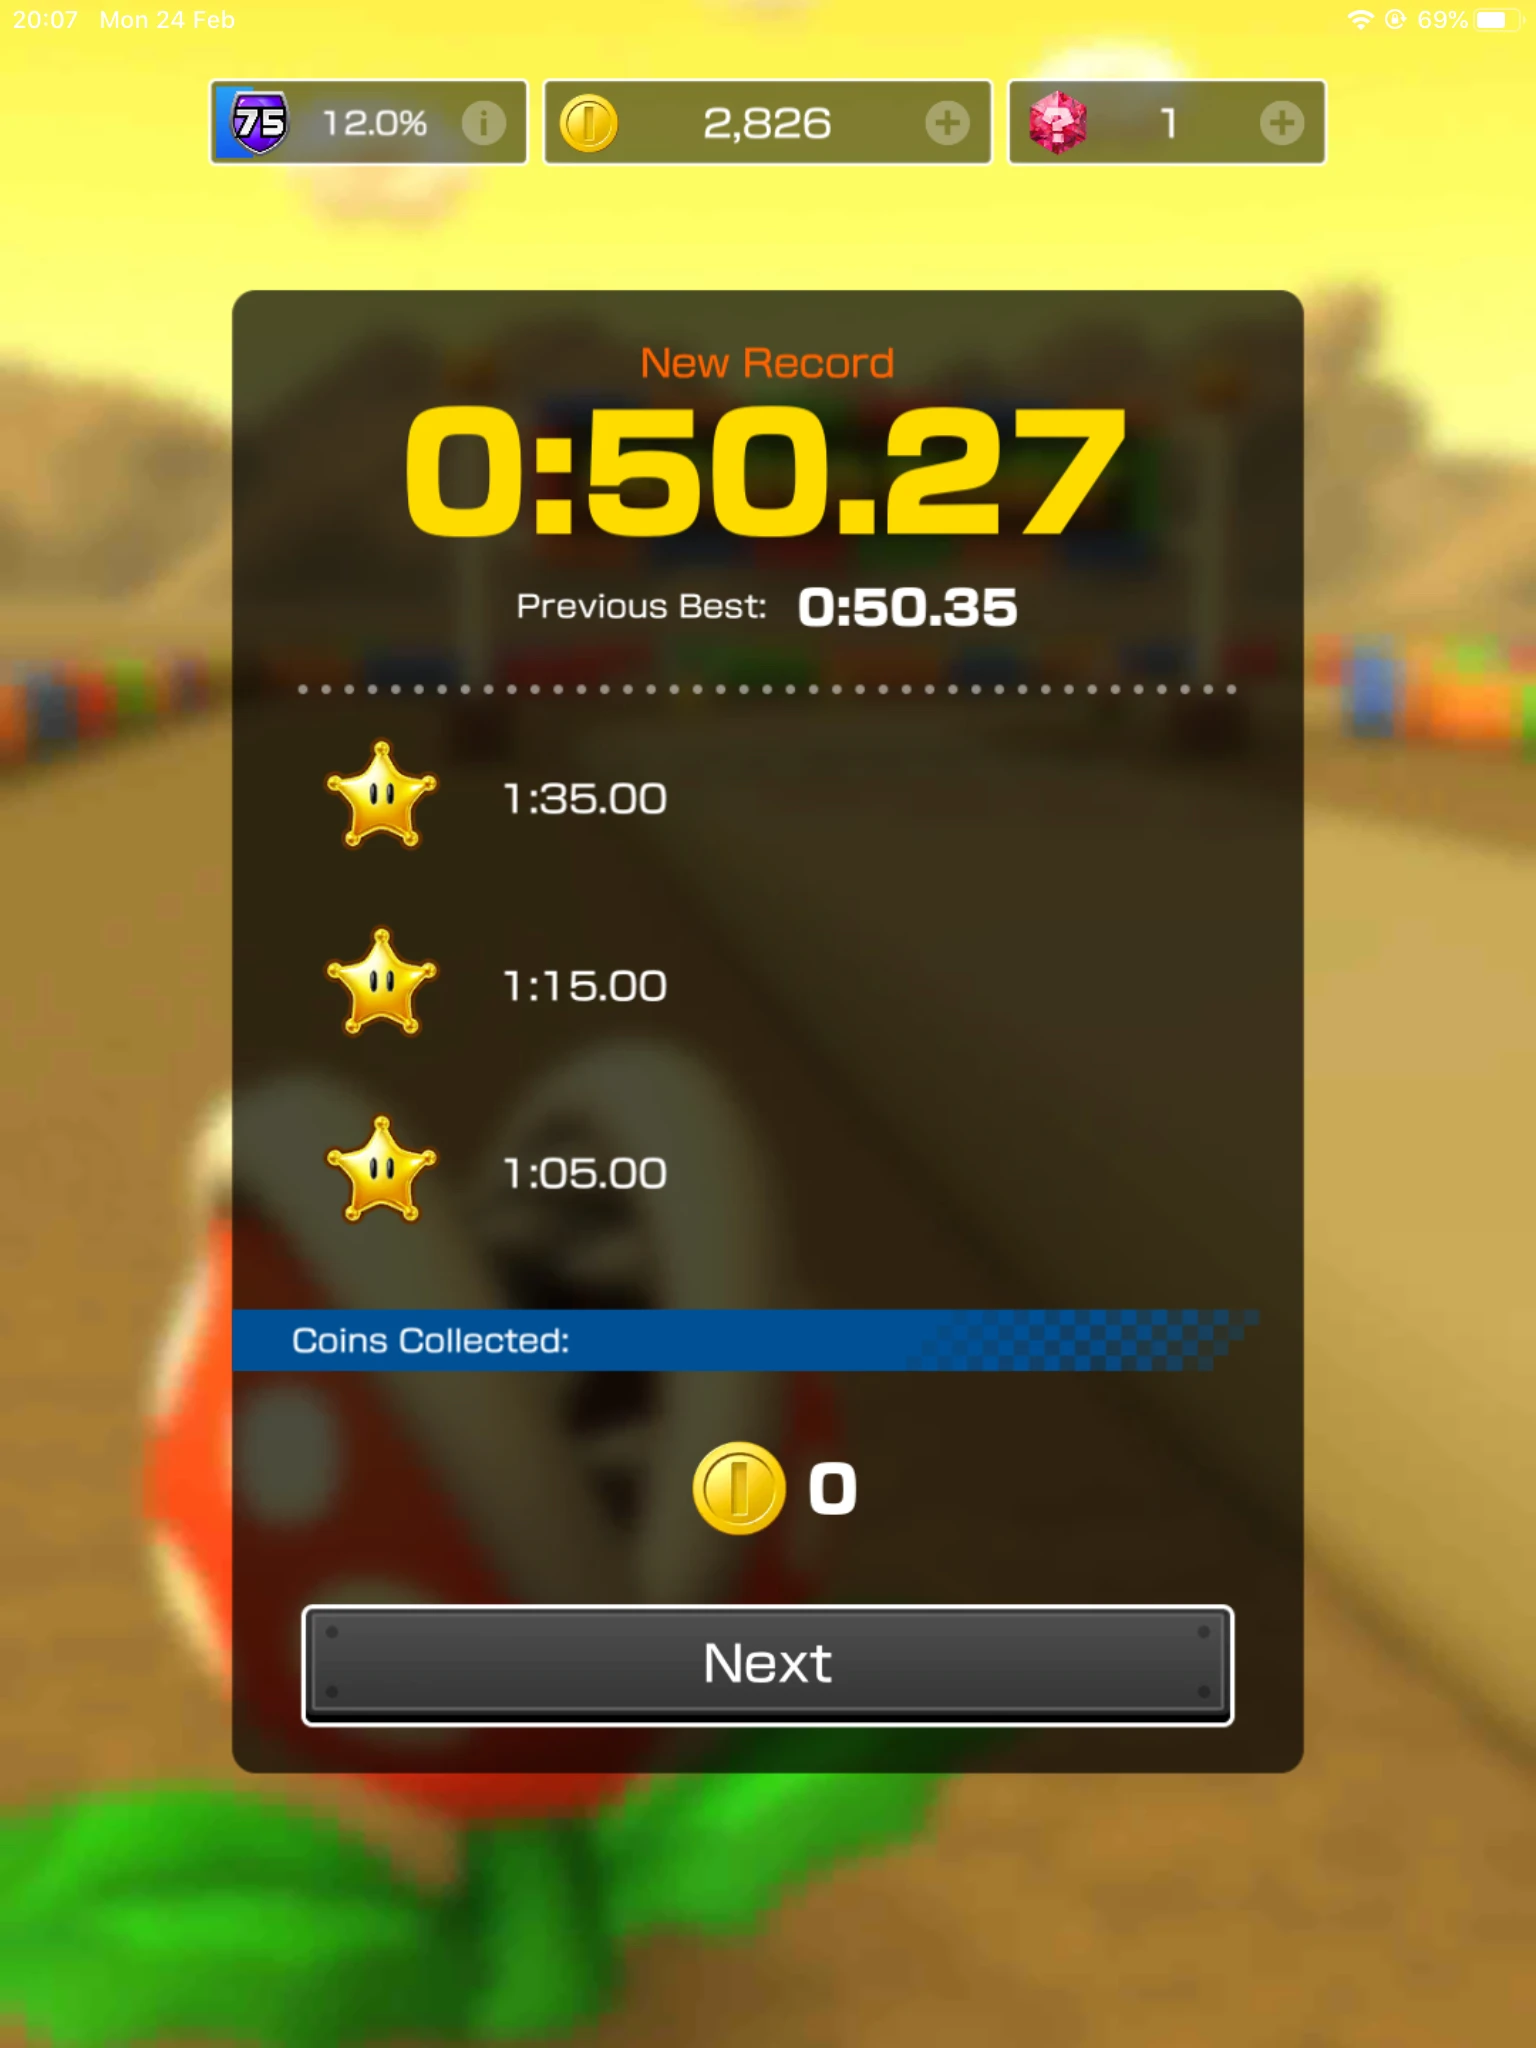 20:07 Mon 24 Feb 69%
75 12.0% i 2,826 + ? 1 +
New Record
0:50.27
Previous Best: 0:50.35
1:35.00
1:15.00
1:05.00
Coins Collected:
0
Next